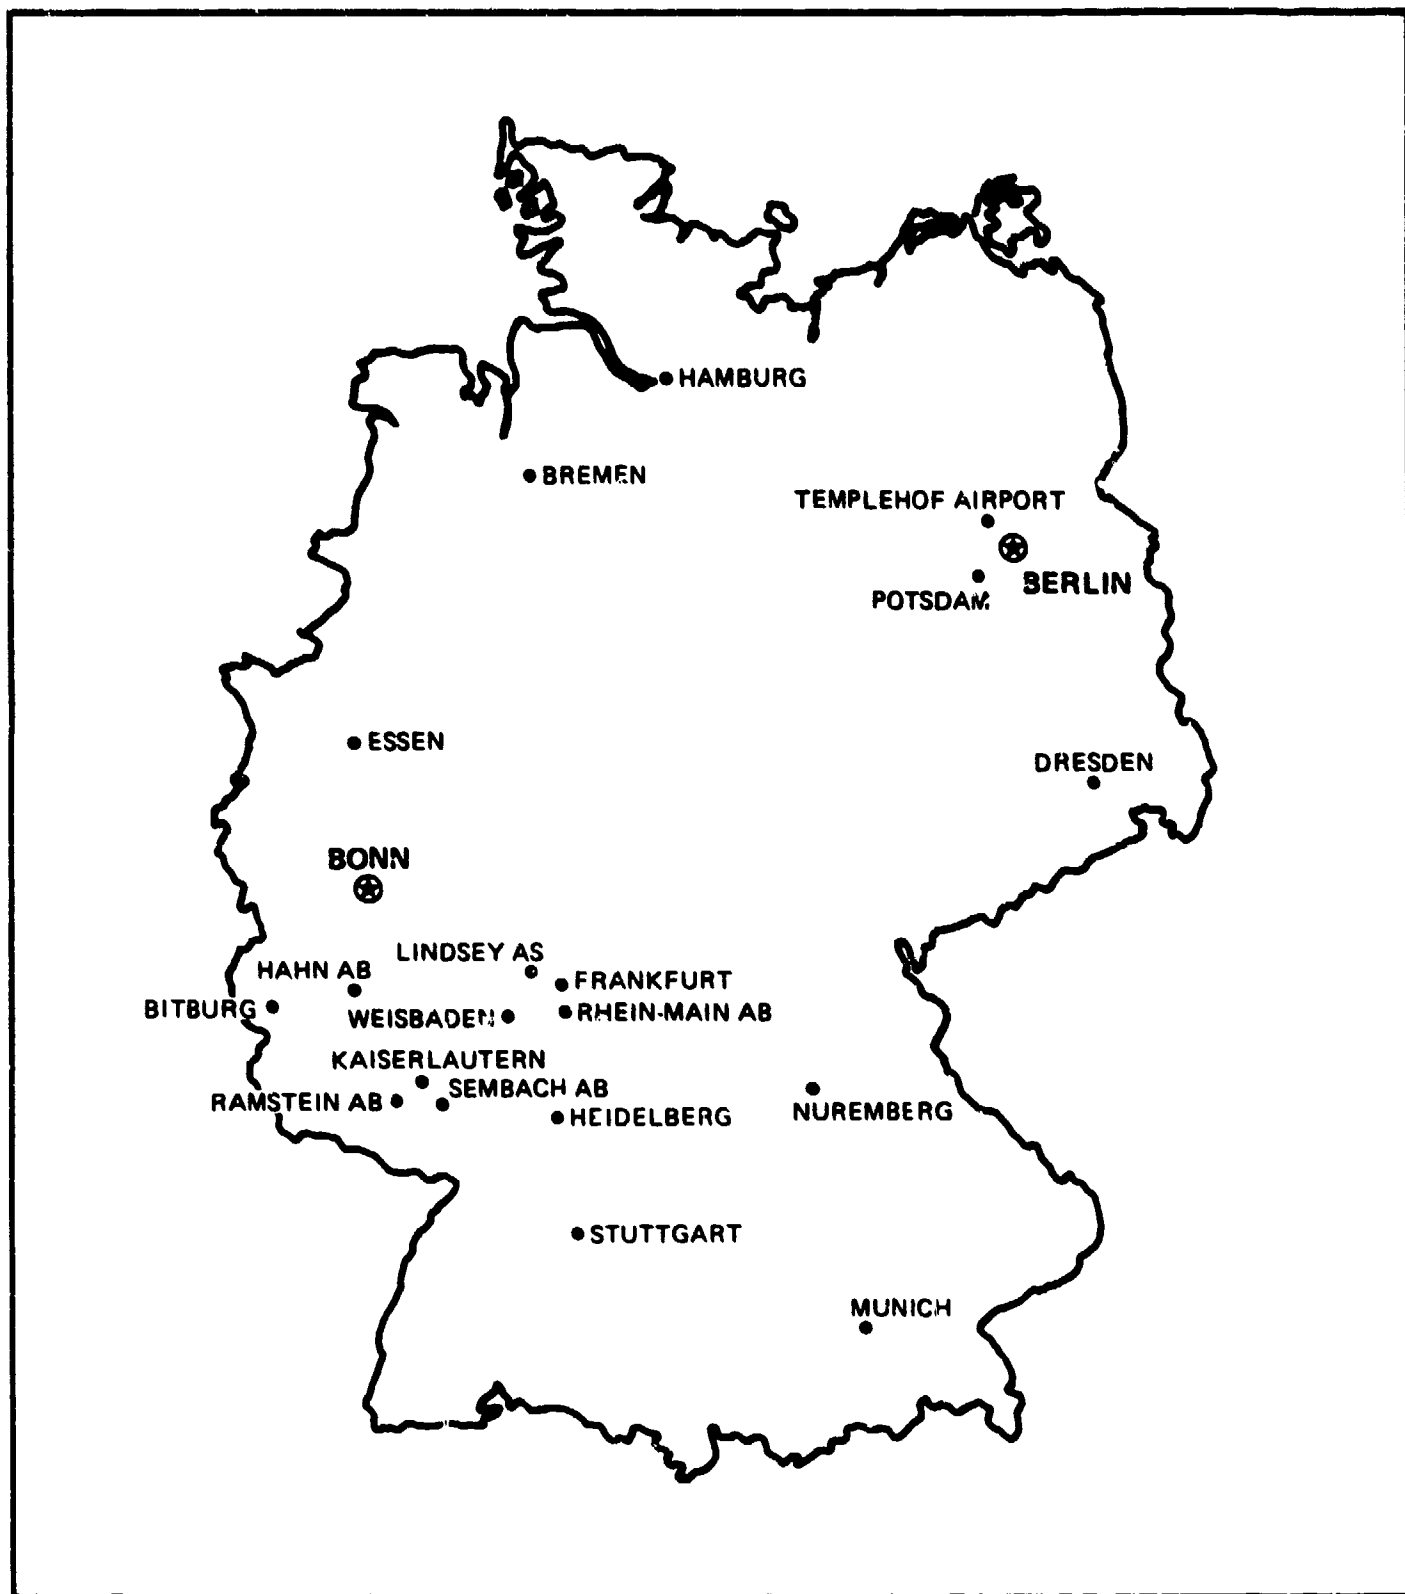 HAMBURG
BREMEN
TEMPLEHOF AIRPORT
BERLIN
POTSDAM
ESSEN
DRESDEN
BONN
LINDSEY AS
HAHN AB
FRANKFURT
BITBURG
WEISBADEN
RHEIN-MAIN AB
KAISERLAUTERN
SEMBACH AB
RAMSTEIN AB
HEIDELBERG
NUREMBERG
STUTTGART
MUNICH